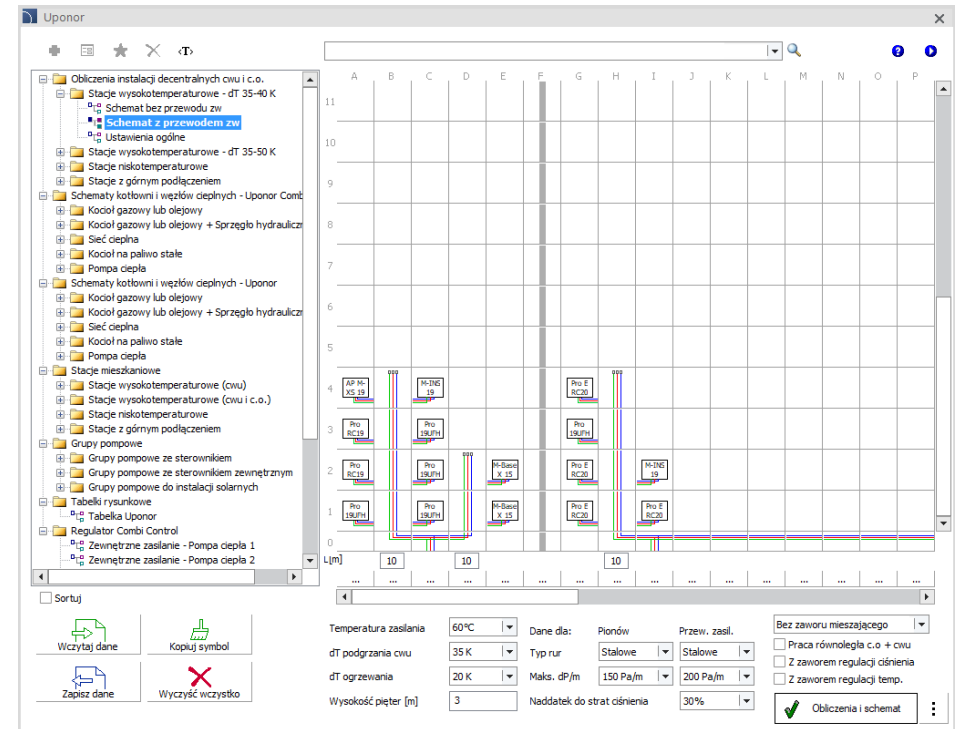 Uponor
‹T›
Obliczenia instalacji decentralnych cwu i c.o.
Stacje wysokotemperaturowe - dT 35-40 K
Schemat bez przewodu zw
Schemat z przewodem zw
Ustawienia ogólne
Stacje wysokotemperaturowe - dT 35-50 K
Stacje niskotemperaturowe
Stacje z górnym podłączeniem
Schematy kotłowni i węzłów cieplnych - Uponor Comb
Kocioł gazowy lub olejowy
Kocioł gazowy lub olejowy + Sprzęgło hydrauliczn
Sieć cieplna
Kocioł na paliwo stałe
Pompa ciepła
Schematy kotłowni i węzłów cieplnych - Uponor
Kocioł gazowy lub olejowy
Kocioł gazowy lub olejowy + Sprzęgło hydrauliczn
Sieć cieplna
Kocioł na paliwo stałe
Pompa ciepła
Stacje mieszkaniowe
Stacje wysokotemperaturowe (cwu)
Stacje wysokotemperaturowe (cwu i c.o.)
Stacje niskotemperaturowe
Stacje z górnym podłączeniem
Grupy pompowe
Grupy pompowe ze sterownikiem
Grupy pompowe ze sterownikiem zewnętrznym
Grupy pompowe do instalacji solarnych
Tabelki rysunkowe
Tabelka Uponor
Regulator Combi Control
Zewnętrzne zasilanie - Pompa ciepła 1
Zewnętrzne zasilanie - Pompa ciepła 2
Sortuj
Wczytaj dane
Kopiuj symbol
Zapisz dane
Wyczyść wczystko
A B C D E F G H I J K L M N O P
11
10
9
8
7
6
5
4 AP M-XS 19 M-INS 19 Pro E RC20
3 Pro RC19 Pro 19UFH Pro 19UFH
2 Pro RC19 Pro 19UFH M-Base X 15 Pro E RC20 M-INS 19
1 Pro 19UFH Pro 19UFH M-Base X 15 Pro E RC20 Pro E RC20
0
L[m] 10 10 10
... ... ... ... ... ... ... ... ... ... ... ... ... ... ... ...
Temperatura zasilania 60°C
dT podgrzania cwu 35 K
dT ogrzewania 20 K
Wysokość pięter [m] 3
Dane dla: Pionów Przew. zasil.
Typ rur Stalowe Stalowe
Maks. dP/m 150 Pa/m 200 Pa/m
Naddatek do strat ciśnienia 30%
Bez zaworu mieszającego
Praca równoległa c.o + cwu
Z zaworem regulacji ciśnienia
Z zaworem regulacji temp.
Obliczenia i schemat